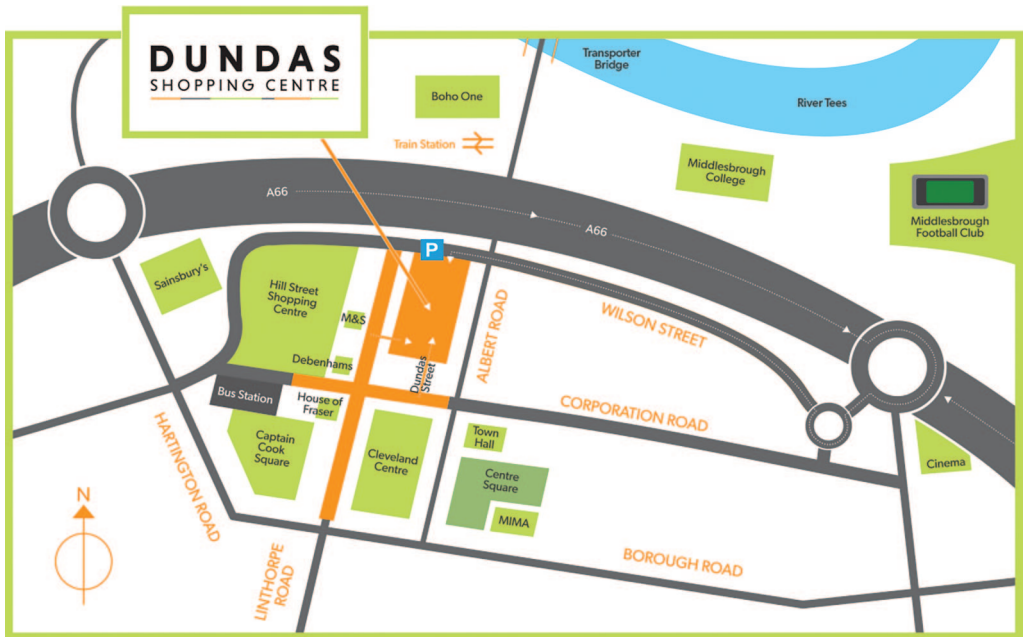 DUNDAS
SHOPPING CENTRE
Boho One
Train Station
Transporter
Bridge
River Tees
Middlesbrough
College
Middlesbrough
Football Club
A66
A66
P
Sainsbury's
Hill Street
Shopping
Centre
M&S
Debenhams
Dundas
Street
ALBERT ROAD
WILSON STREET
Bus Station
House of
Fraser
CORPORATION ROAD
HARTINGTON ROAD
Captain
Cook
Square
Cleveland
Centre
Town
Hall
Centre
Square
MIMA
Cinema
N
LINTHORPE
ROAD
BOROUGH ROAD